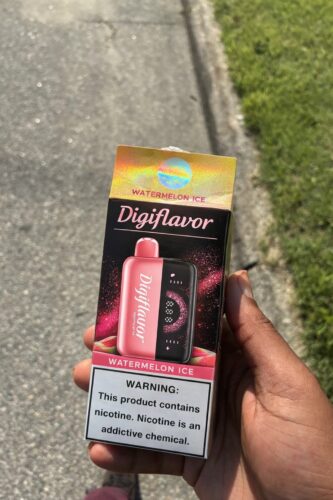 WATERMELON ICE
Digiflavor
Digiflavor
WATERMELON ICE
WARNING:
This product contains
nicotine. Nicotine is an
addictive chemical.